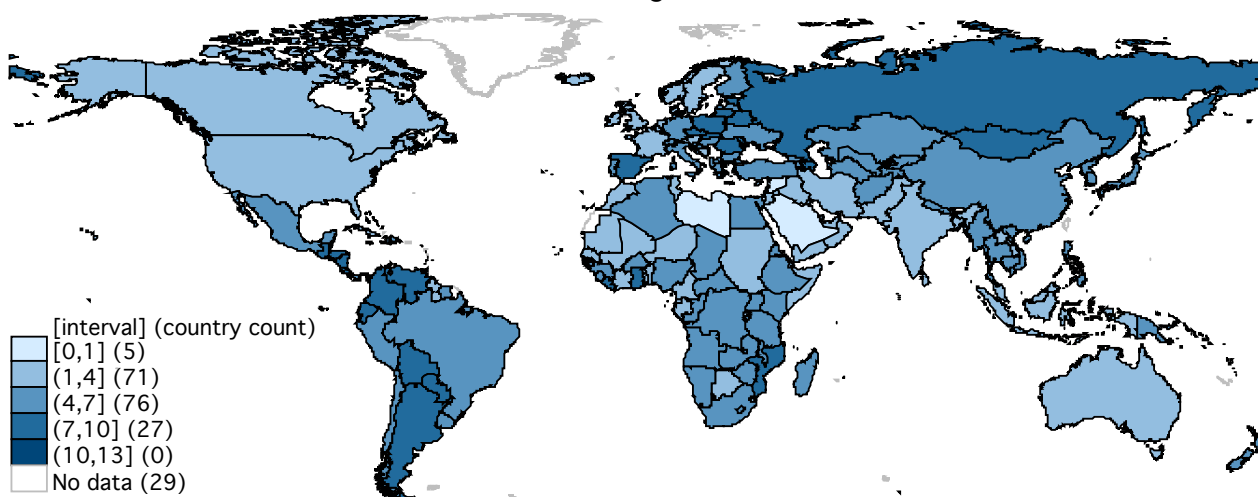 [interval] (country count)
[0,1] (5)
(1,4] (71)
(4,7] (76)
(7,10] (27)
(10,13] (0)
No data (29)